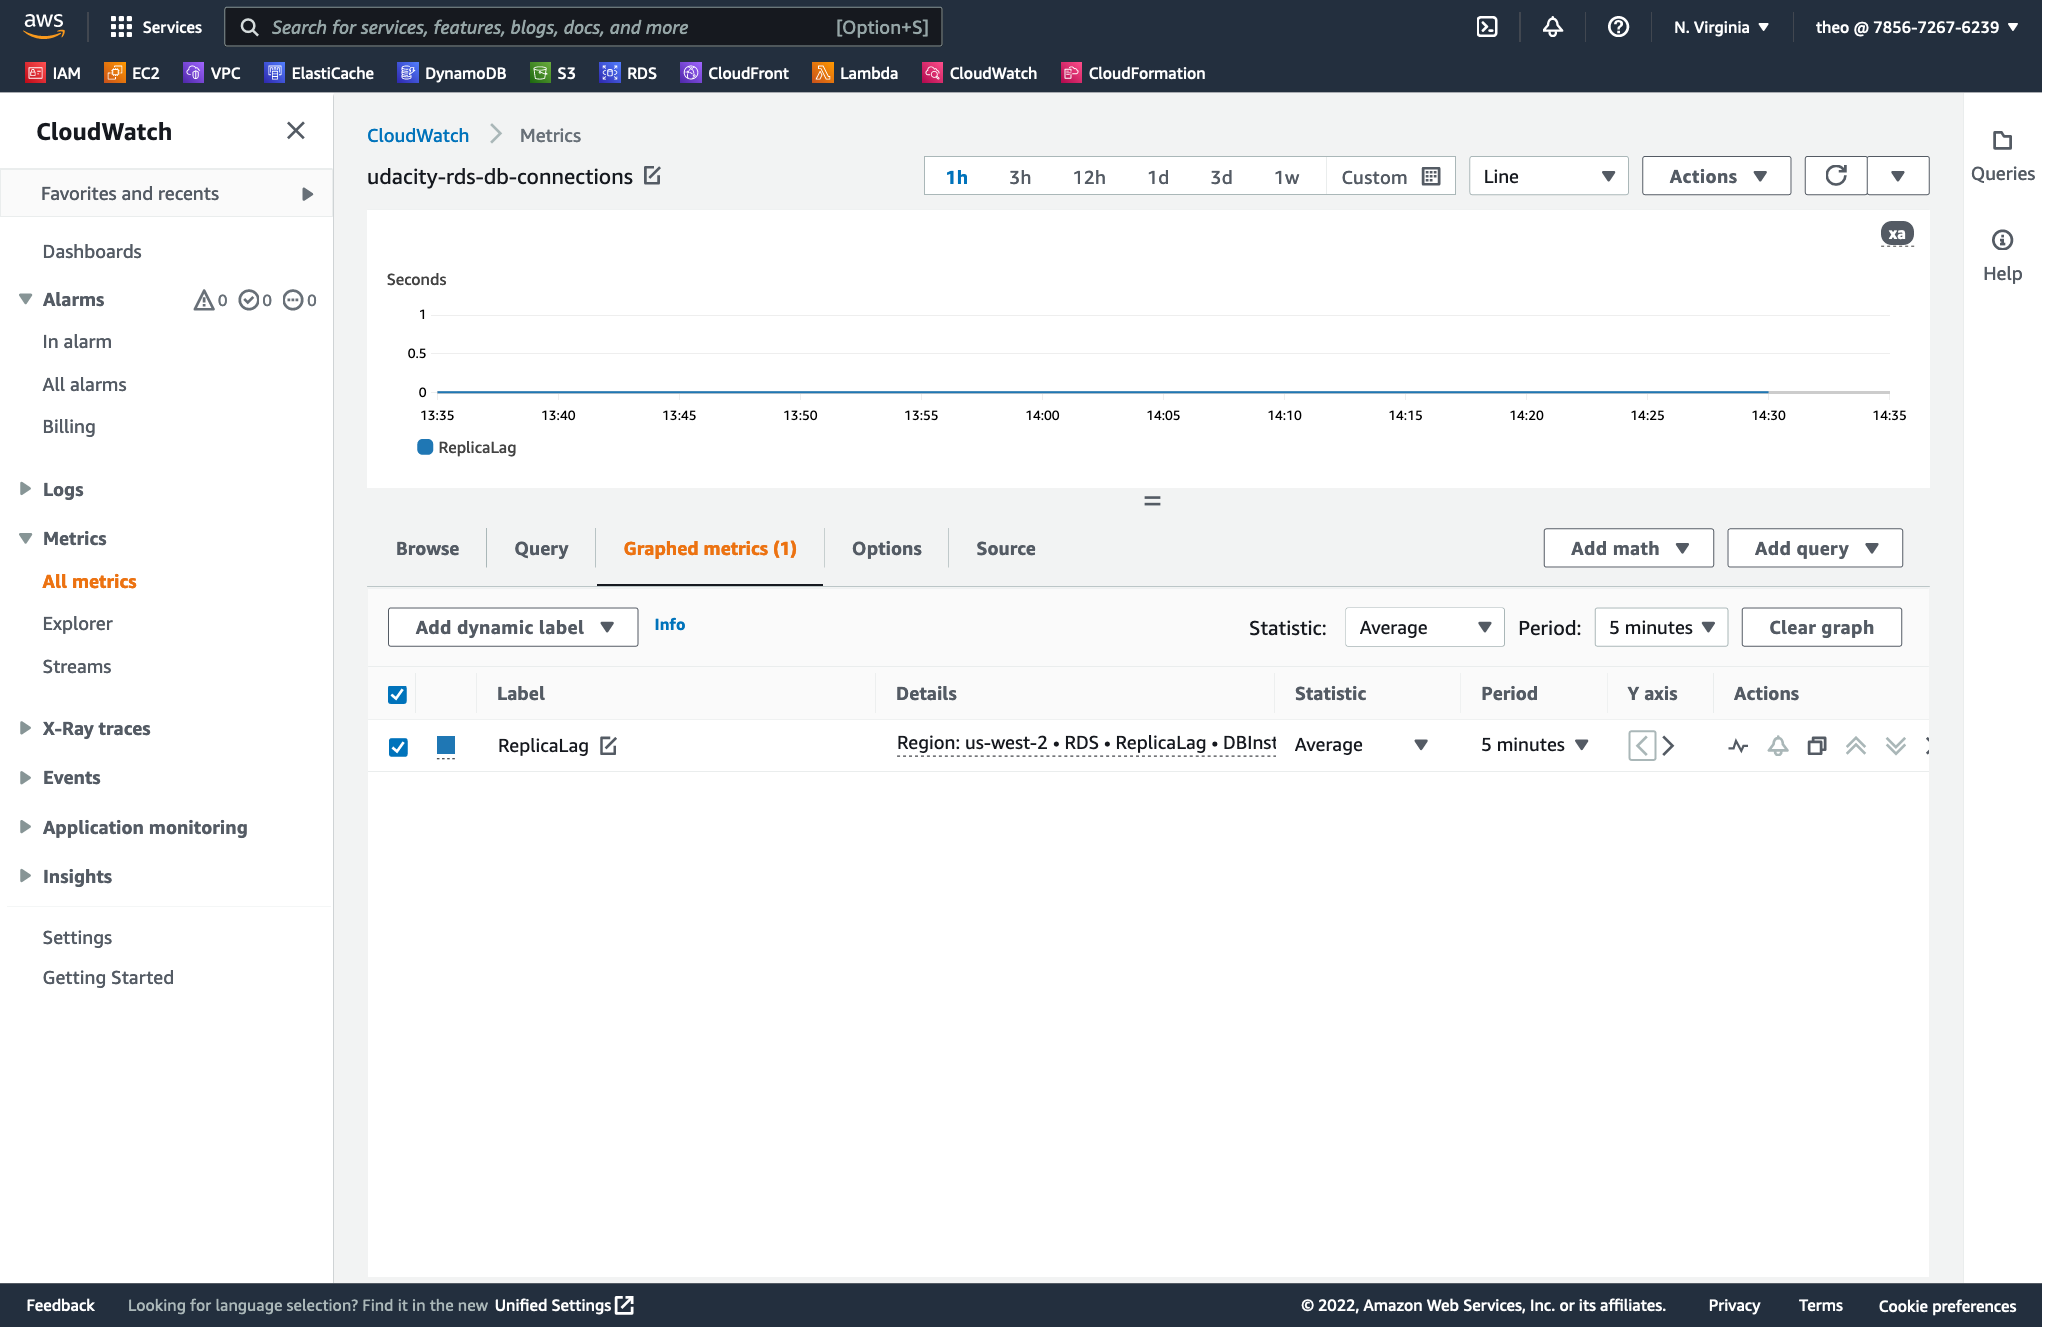 aws
Services
Search for services, features, blogs, docs, and more
[Option+S]
N. Virginia
theo @ 7856-7267-6239
IAM EC2 VPC ElastiCache DynamoDB S3 RDS CloudFront Lambda CloudWatch CloudFormation
CloudWatch
Favorites and recents
Dashboards
Alarms 0 0 0
In alarm
All alarms
Billing
Logs
Metrics
All metrics
Explorer
Streams
X-Ray traces
Events
Application monitoring
Insights
Settings
Getting Started
CloudWatch Metrics
udacity-rds-db-connections
1h 3h 12h 1d 3d 1w Custom
Line
Actions
xa
Seconds
1
0.5
0
13:35 13:40 13:45 13:50 13:55 14:00 14:05 14:10 14:15 14:20 14:25 14:30 14:35
ReplicaLag
Browse Query Graphed metrics (1) Options Source
Add math
Add query
Add dynamic label
Info
Statistic: Average
Period: 5 minutes
Clear graph
Label Details Statistic Period Y axis Actions
ReplicaLag Region: us-west-2 • RDS • ReplicaLag • DBInst Average 5 minutes
Queries
Help
Feedback
Looking for language selection? Find it in the new Unified Settings
© 2022, Amazon Web Services, Inc. or its affiliates.
Privacy Terms Cookie preferences